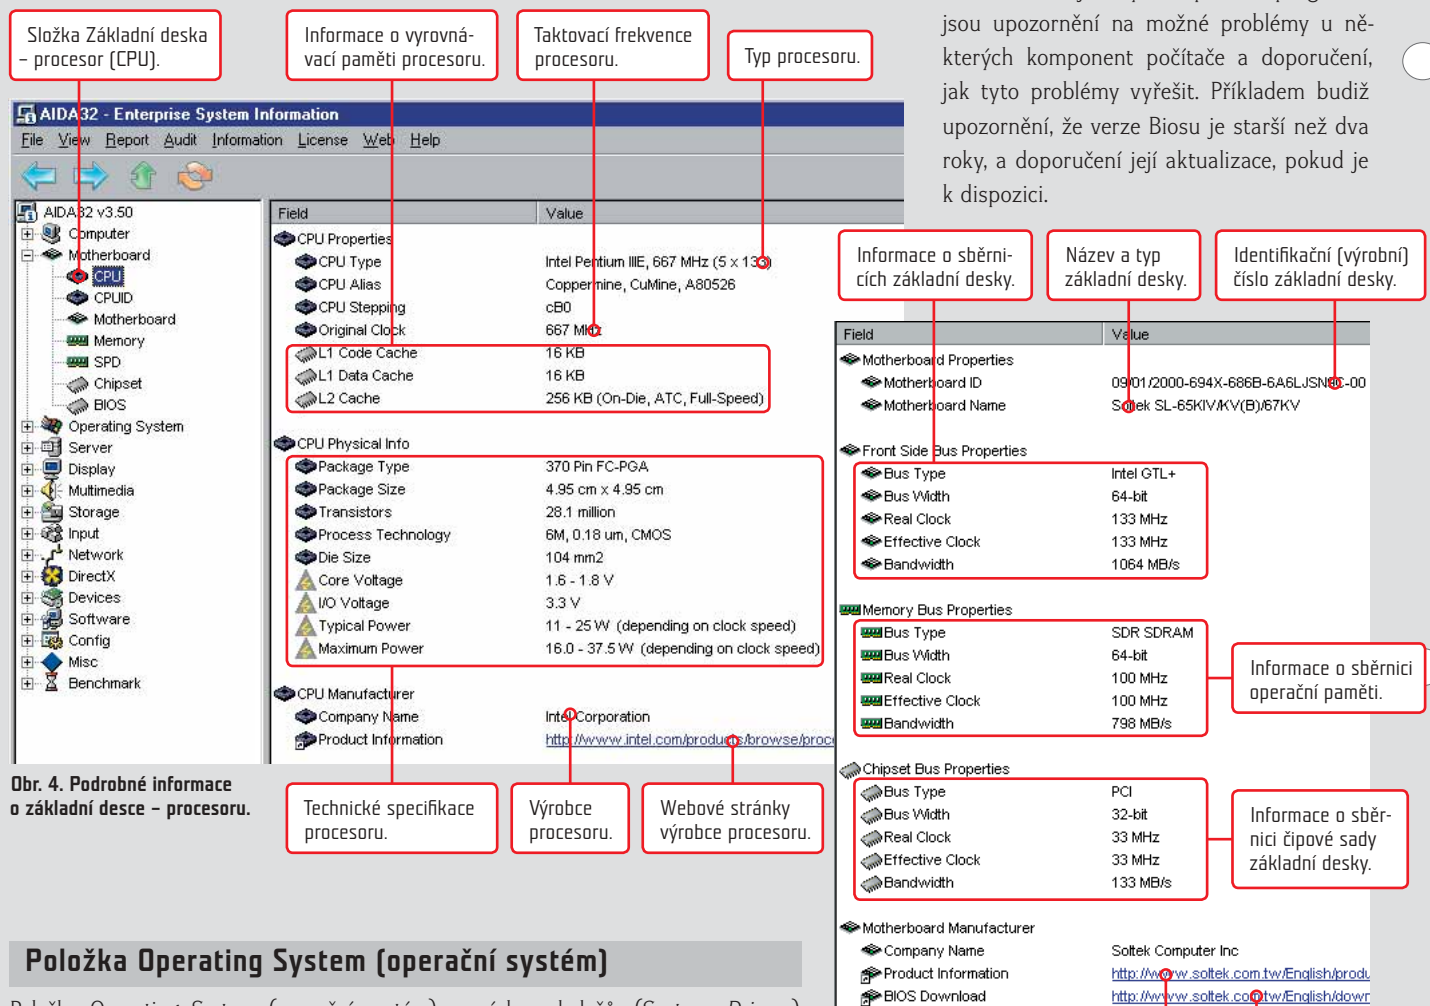 Složka Základní deska
– procesor (CPU).
Informace o vyrovná-
vací paměti procesoru.
Taktovací frekvence
procesoru.
Typ procesoru.
jsou upozornění na možné problémy u ně-
kterých komponent počítače a doporučení,
jak tyto problémy vyřešit. Příkladem budiž
upozornění, že verze Biosu je starší než dva
roky, a doporučení její aktualizace, pokud je
k dispozici.
AIDA32 - Enterprise System Information
File View Report Audit Information License Web Help
AIDA32 v3.50
Computer
Motherboard
CPU
CPUID
Motherboard
Memory
SPD
Chipset
BIOS
Operating System
Server
Display
Multimedia
Storage
Input
Network
DirectX
Devices
Software
Config
Misc
Benchmark
Field Value
CPU Properties
CPU Type Intel Pentium IIIE, 667 MHz (5 x 133)
CPU Alias Coppermine, CuMine, A80526
CPU Stepping cB0
Original Clock 667 MHz
L1 Code Cache 16 KB
L1 Data Cache 16 KB
L2 Cache 256 KB (On-Die, ATC, Full-Speed)
CPU Physical Info
Package Type 370 Pin FC-PGA
Package Size 4.95 cm x 4.95 cm
Transistors 28.1 million
Process Technology 6M, 0.18 um, CMOS
Die Size 104 mm2
Core Voltage 1.6 - 1.8 V
I/O Voltage 3.3 V
Typical Power 11 - 25 W (depending on clock speed)
Maximum Power 16.0 - 37.5 W (depending on clock speed)
CPU Manufacturer
Company Name Intel Corporation
Product Information http://www.intel.com/products/browse/proce
Obr. 4. Podrobné informace
o základní desce – procesoru.
Technické specifikace
procesoru.
Výrobce
procesoru.
Webové stránky
výrobce procesoru.
Informace o sběrni-
cích základní desky.
Název a typ
základní desky.
Identifikační (výrobní)
číslo základní desky.
Field Value
Motherboard Properties
Motherboard ID 09/01/2000-694X-686B-6A6LJSN9C-00
Motherboard Name Soltek SL-65KIV/KV(B)/67KV
Front Side Bus Properties
Bus Type Intel GTL+
Bus Width 64-bit
Real Clock 133 MHz
Effective Clock 133 MHz
Bandwidth 1064 MB/s
Memory Bus Properties
Bus Type SDR SDRAM
Bus Width 64-bit
Real Clock 100 MHz
Effective Clock 100 MHz
Bandwidth 798 MB/s
Informace o sběrnici
operační paměti.
Chipset Bus Properties
Bus Type PCI
Bus Width 32-bit
Real Clock 33 MHz
Effective Clock 33 MHz
Bandwidth 133 MB/s
Informace o sběr-
nici čipové sady
základní desky.
Motherboard Manufacturer
Company Name Soltek Computer Inc
Product Information http://www.soltek.com.tw/English/produ
BIOS Download http://www.soltek.com.tw/English/down
Položka Operating System (operační systém)